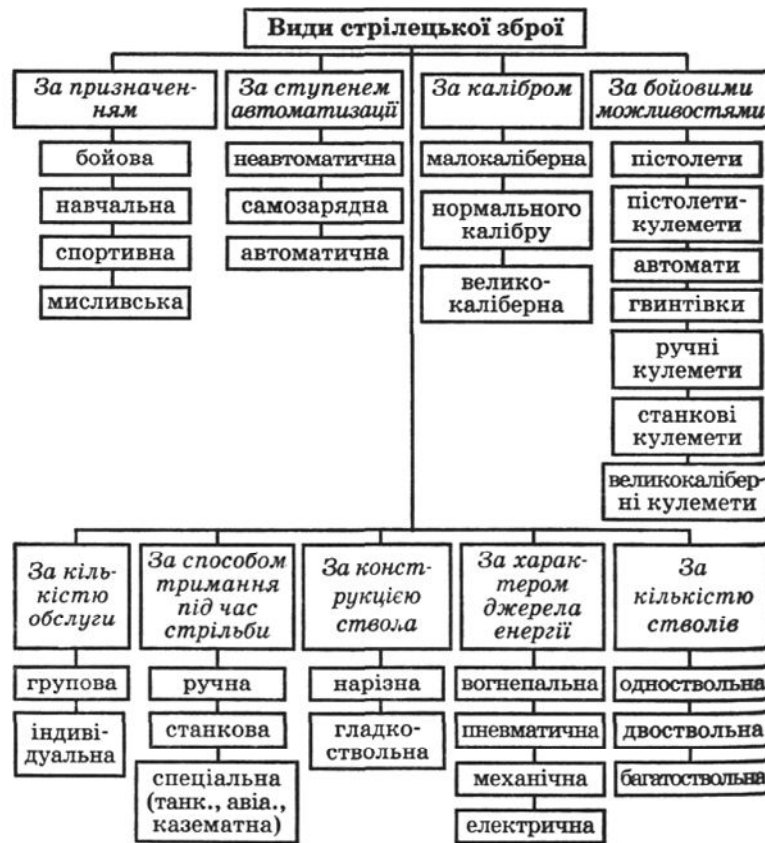 Види стрілецької зброї
За призначен-
ням
бойова
навчальна
спортивна
мисливська
За ступенем
автоматизації
неавтоматична
самозарядна
автоматична
За калібром
малокаліберна
нормального
калібру
велико-
каліберна
За бойовими
можливостями
пістолети
пістолети-
кулемети
автомати
гвинтівки
ручні
кулемети
станкові
кулемети
великокалібер-
ні кулемети
За кіль-
кістю
обслуги
групова
індиві-
дуальна
За способом
тримання
під час
стрільби
ручна
станкова
спеціальна
(танк., авіа.,
казематна)
За конст-
рукцією
ствола
нарізна
гладко-
ствольна
За харак-
тером
джерела
енергії
вогнепальна
пневматична
механічна
електрична
За
кількістю
стволів
одноствольна
двоствольна
багатоствольна